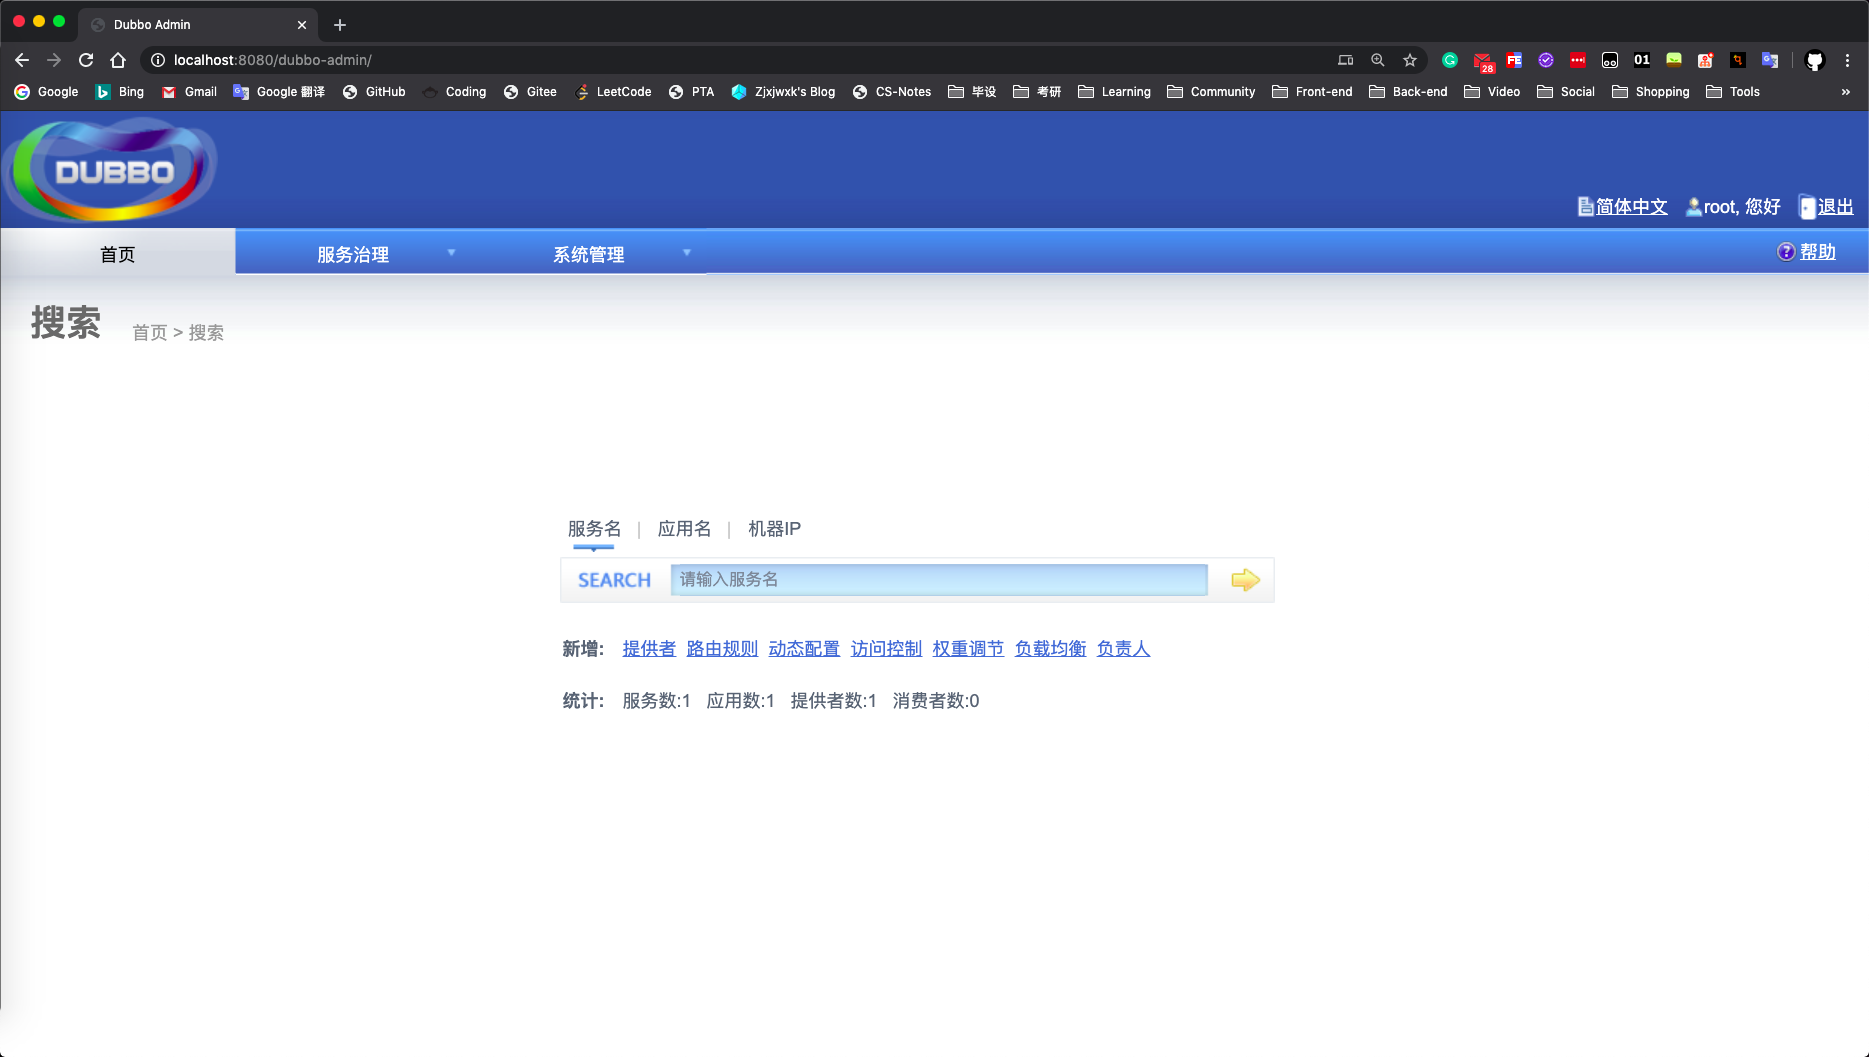 Dubbo Admin
localhost:8080/dubbo-admin/
28 FE 01
Google Bing Gmail Google 翻译 GitHub Coding Gitee LeetCode PTA Zjxjwxk's Blog CS-Notes 毕设 考研 Learning Community Front-end Back-end Video Social Shopping Tools »
DUBBO
简体中文 root, 您好 退出
首页 服务治理 系统管理 帮助
搜索 首页 > 搜索
服务名 | 应用名 | 机器IP
SEARCH 请输入服务名
新增: 提供者 路由规则 动态配置 访问控制 权重调节 负载均衡 负责人
统计: 服务数:1 应用数:1 提供者数:1 消费者数:0